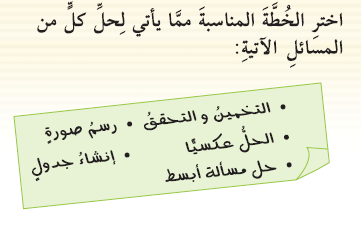 اخترِ الخُطَّةَ المناسبةَ ممَّا يأتي لِحلِّ كلٍّ من
المسائلِ الآتيةِ:
• التخمينُ و التحققُ • رسمُ صورةٍ
• الحلُّ عكسيًّا • إنشاءُ جدولٍ
• حل مسألة أبسط